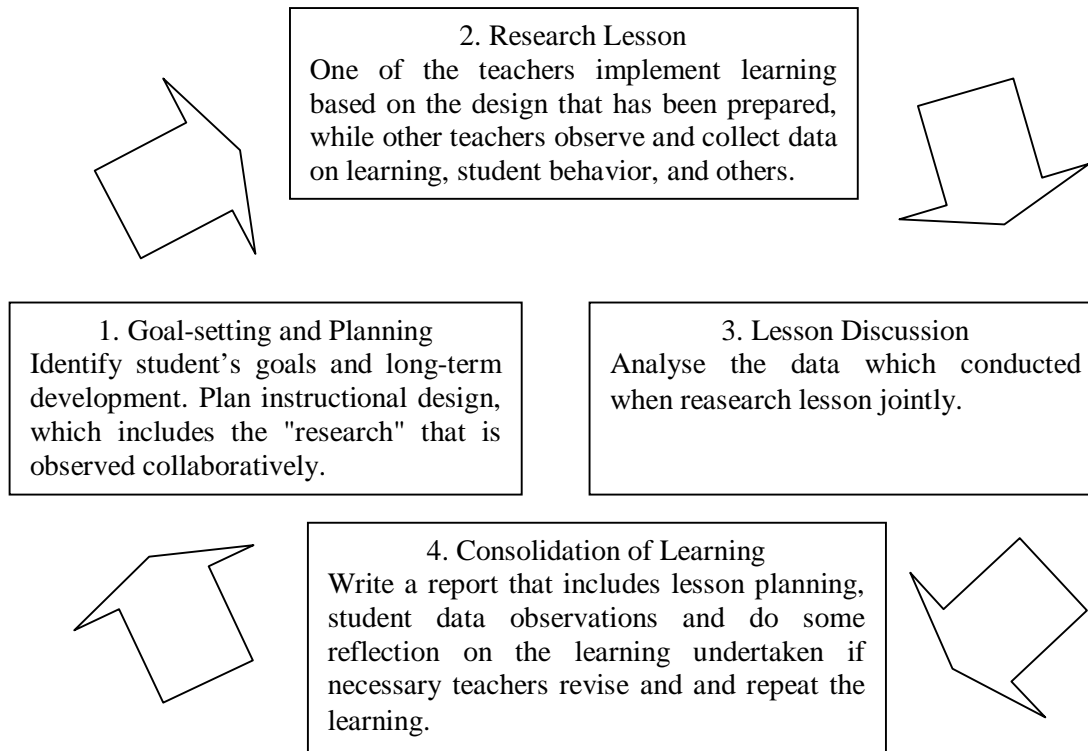 2. Research Lesson
One of the teachers implement learning
based on the design that has been prepared,
while other teachers observe and collect data
on learning, student behavior, and others.
1. Goal-setting and Planning
Identify student's goals and long-term
development. Plan instructional design,
which includes the "research" that is
observed collaboratively.
3. Lesson Discussion
Analyse the data which conducted
when reasearch lesson jointly.
4. Consolidation of Learning
Write a report that includes lesson planning,
student data observations and do some
reflection on the learning undertaken if
necessary teachers revise and and repeat the
learning.